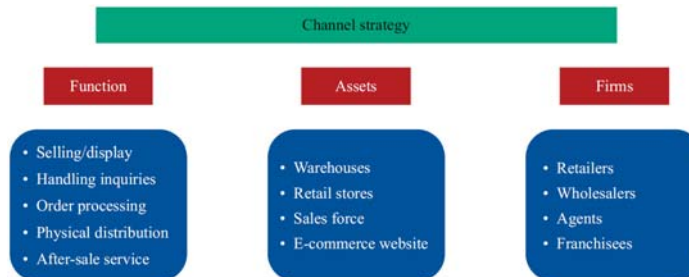 Channel strategy
Function
Assets
Firms
• Selling/display
• Handling inquiries
• Order processing
• Physical distribution
• After-sale service
• Warehouses
• Retail stores
• Sales force
• E-commerce website
• Retailers
• Wholesalers
• Agents
• Franchisees